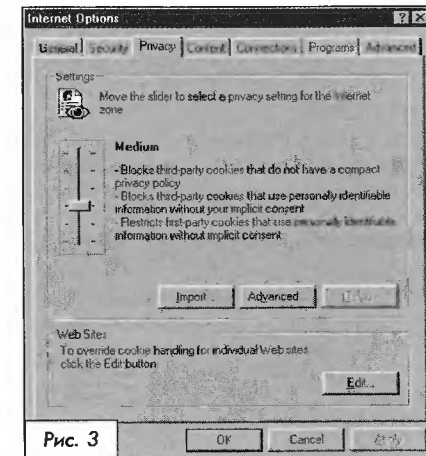 Internet Options
General Security Privacy Content Connections Programs Advanced
Settings
Move the slider to select a privacy setting for the Internet
zone
Medium
- Blocks third-party cookies that do not have a compact
privacy policy
- Blocks third-party cookies that use personally identifiable
information without your implicit consent
- Restricts first-party cookies that use personally identifiable
information without implicit consent
Import... Advanced...
Web Sites
To override cookie handling for individual Web sites,
click the Edit button
Edit...
Рис. 3
OK Cancel Apply